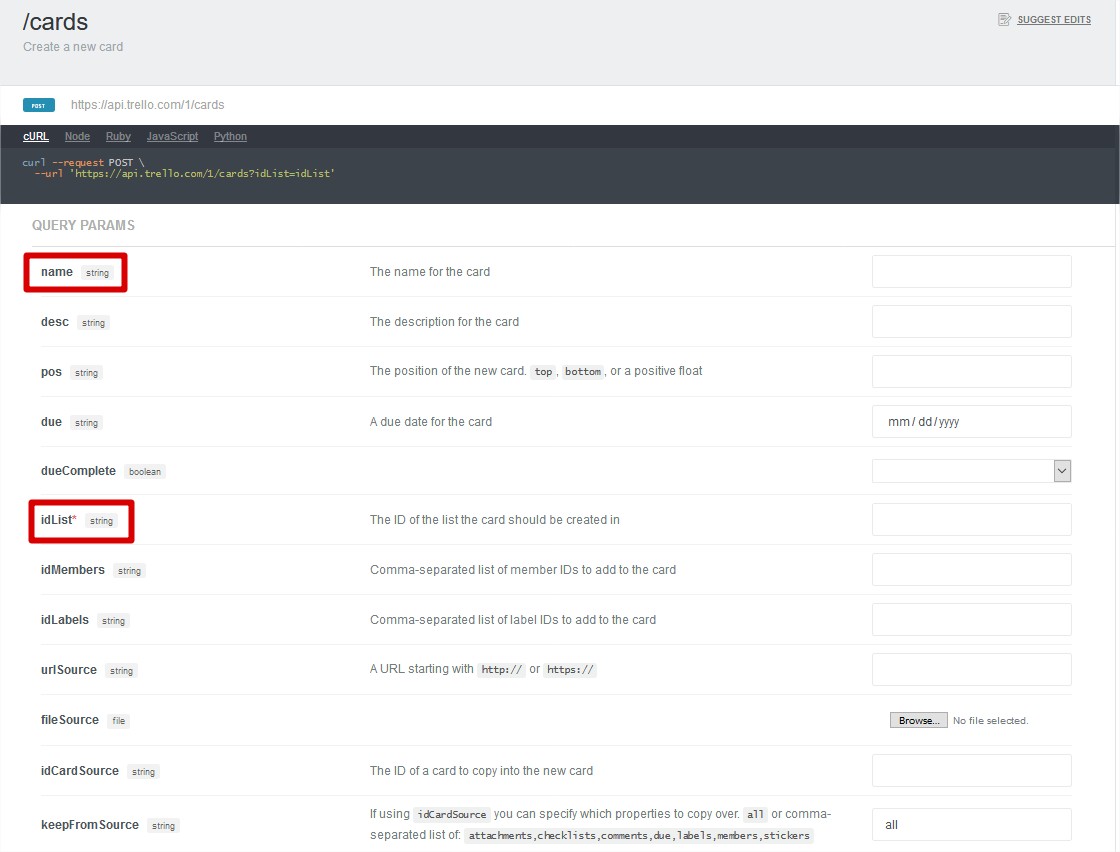 /cards
SUGGEST EDITS
Create a new card
POST https://api.trello.com/1/cards
cURL Node Ruby JavaScript Python
curl --request POST \
--url 'https://api.trello.com/1/cards?idList=idList'
QUERY PARAMS
name string The name for the card
desc string The description for the card
pos string The position of the new card. top, bottom, or a positive float
due string A due date for the card mm / dd / yyyy
dueComplete boolean
idList* string The ID of the list the card should be created in
idMembers string Comma-separated list of member IDs to add to the card
idLabels string Comma-separated list of label IDs to add to the card
urlSource string A URL starting with http:// or https://
fileSource file Browse... No file selected.
idCardSource string The ID of a card to copy into the new card
If using idCardSource you can specify which properties to copy over. all or comma-
keepFromSource string all
separated list of: attachments,checklists,comments,due,labels,members,stickers